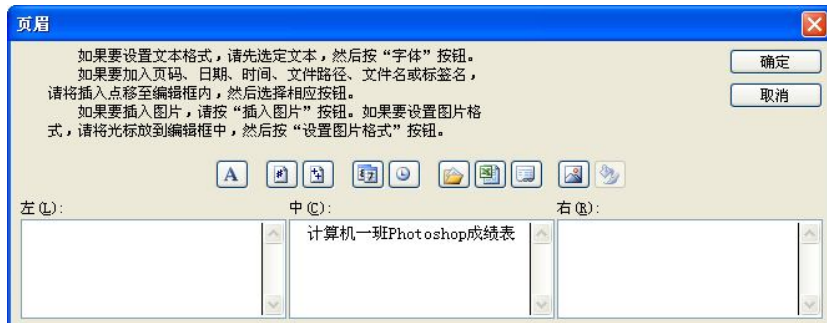 页眉
如果要设置文本格式，请先选定文本，然后按“字体”按钮。
如果要加入页码、日期、时间、文件路径、文件名或标签名，
请将插入点移至编辑框内，然后选择相应按钮。
如果要插入图片，请按“插入图片”按钮。如果要设置图片格
式，请将光标放到编辑框中，然后按“设置图片格式”按钮。
确定
取消
A
左(L):
中(C):
右(R):
计算机一班Photoshop成绩表